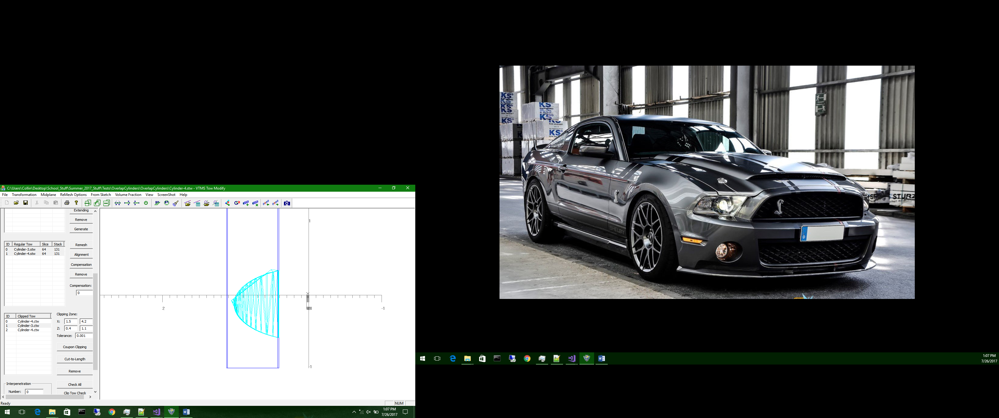 C:\Users\Collin\Desktop\School_Stuff\Summer_2017_Stuff\Tests\OverlapCylinders\OverlapCylinders\Cylinder-4.stw - VTMS Tow Modify
File Transformation Midplane ReMesh Options From Sketch Volume Fraction View ScreenShot Help
Extending
Remove
Generate
ID Regular Tow Slice Stack
0 Cylinder-3.stw 64 131
1 Cylinder-4.stw 64 131
Remesh
Alignment
Compensation
Remove
Compensation:
0
ID Clipped Tow
0 Cylinder-4.ctw
1 Cylinder-3.ctw
2 Cylinder-4.ctw
Clipping Zone:
X: 1.5 4.2
Z: 0.4 1.1
Tolerance: 0.001
Coupon Clipping
Cut-to-Length
Remove
Interpenetration
Number: 0
Check All
Clip Tow Check
1
2
-1
-1
X
Ready
NUM
1:07 PM
7/26/2017
KS
KS
KS
KS
KS
KS
KS
DAS ORIGINAL
KS
SHELBY
STURZ
D
1:07 PM
7/26/2017